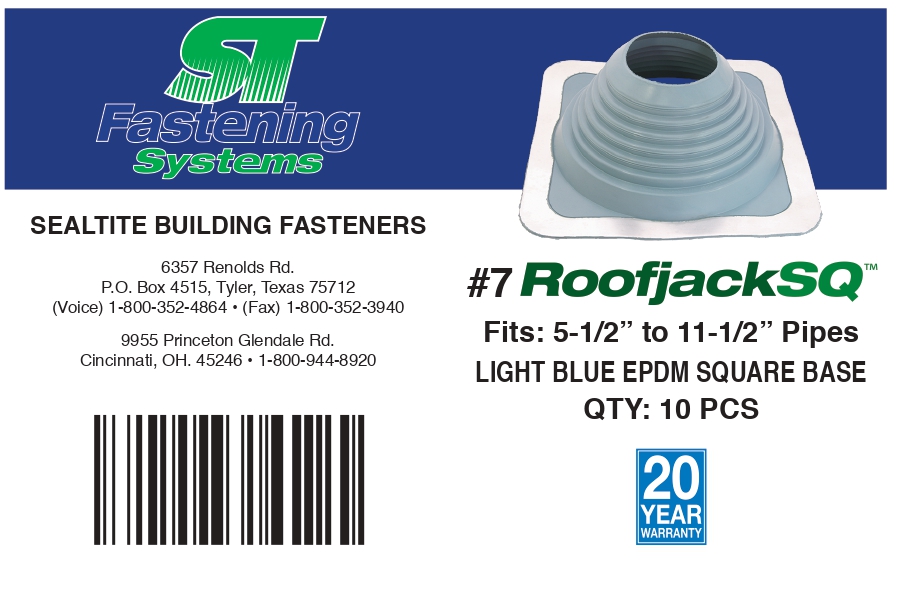 ST
Fastening
Systems
SEALTITE BUILDING FASTENERS
6357 Renolds Rd.
P.O. Box 4515, Tyler, Texas 75712
(Voice) 1-800-352-4864 • (Fax) 1-800-352-3940
9955 Princeton Glendale Rd.
Cincinnati, OH. 45246 • 1-800-944-8920
#7 RoofjackSQ™
Fits: 5-1/2” to 11-1/2” Pipes
LIGHT BLUE EPDM SQUARE BASE
QTY: 10 PCS
20
YEAR
WARRANTY